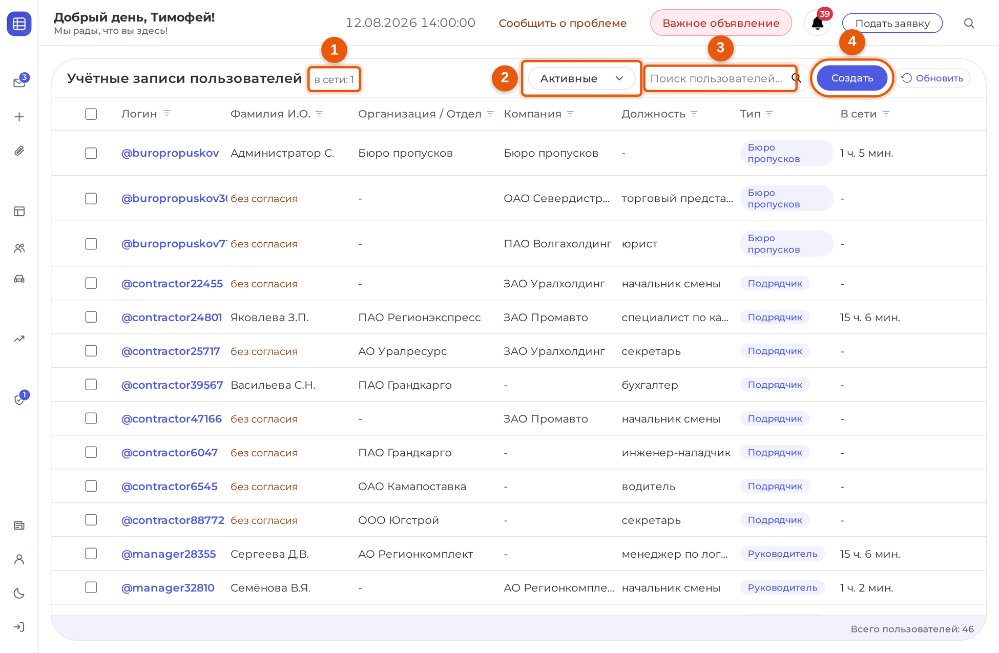 Добрый день, Тимофей!
Мы рады, что вы здесь!
12.08.2026 14:00:00
Сообщить о проблеме
Важное объявление
39
Подать заявку
1
2
3
4
Учётные записи пользователей
в сети: 1
Активные
Поиск пользователей...
Создать
Обновить
3
1
Логин Фамилия И.О. Организация / Отдел Компания Должность Тип В сети
@buropropuskov Администратор С. Бюро пропусков Бюро пропусков - Бюро пропусков 1 ч. 5 мин.
@buropropuskov3 без согласия - ОАО Севердистр... торговый предста... Бюро пропусков -
@buropropuskov7 без согласия - ПАО Волгахолдинг юрист Бюро пропусков -
@contractor22455 без согласия - ЗАО Уралхолдинг начальник смены Подрядчик -
@contractor24801 Яковлева З.П. ПАО Регионэкспресс ЗАО Промавто специалист по ка... Подрядчик 15 ч. 6 мин.
@contractor25717 без согласия АО Уралресурс ЗАО Уралхолдинг секретарь Подрядчик -
@contractor39567 Васильева С.Н. ПАО Грандкарго - бухгалтер Подрядчик -
@contractor47166 без согласия - ЗАО Промавто начальник смены Подрядчик -
@contractor6047 без согласия ПАО Грандкарго - инженер-наладчик Подрядчик -
@contractor6545 без согласия ОАО Камапоставка - водитель Подрядчик -
@contractor88772 без согласия ООО Югстрой - секретарь Подрядчик -
@manager28355 Сергеева Д.В. АО Регионкомплект - менеджер по лог... Руководитель 15 ч. 6 мин.
@manager32810 Семёнова В.Я. - АО Регионкомпле... начальник смены Руководитель 1 ч. 2 мин.
Всего пользователей: 46